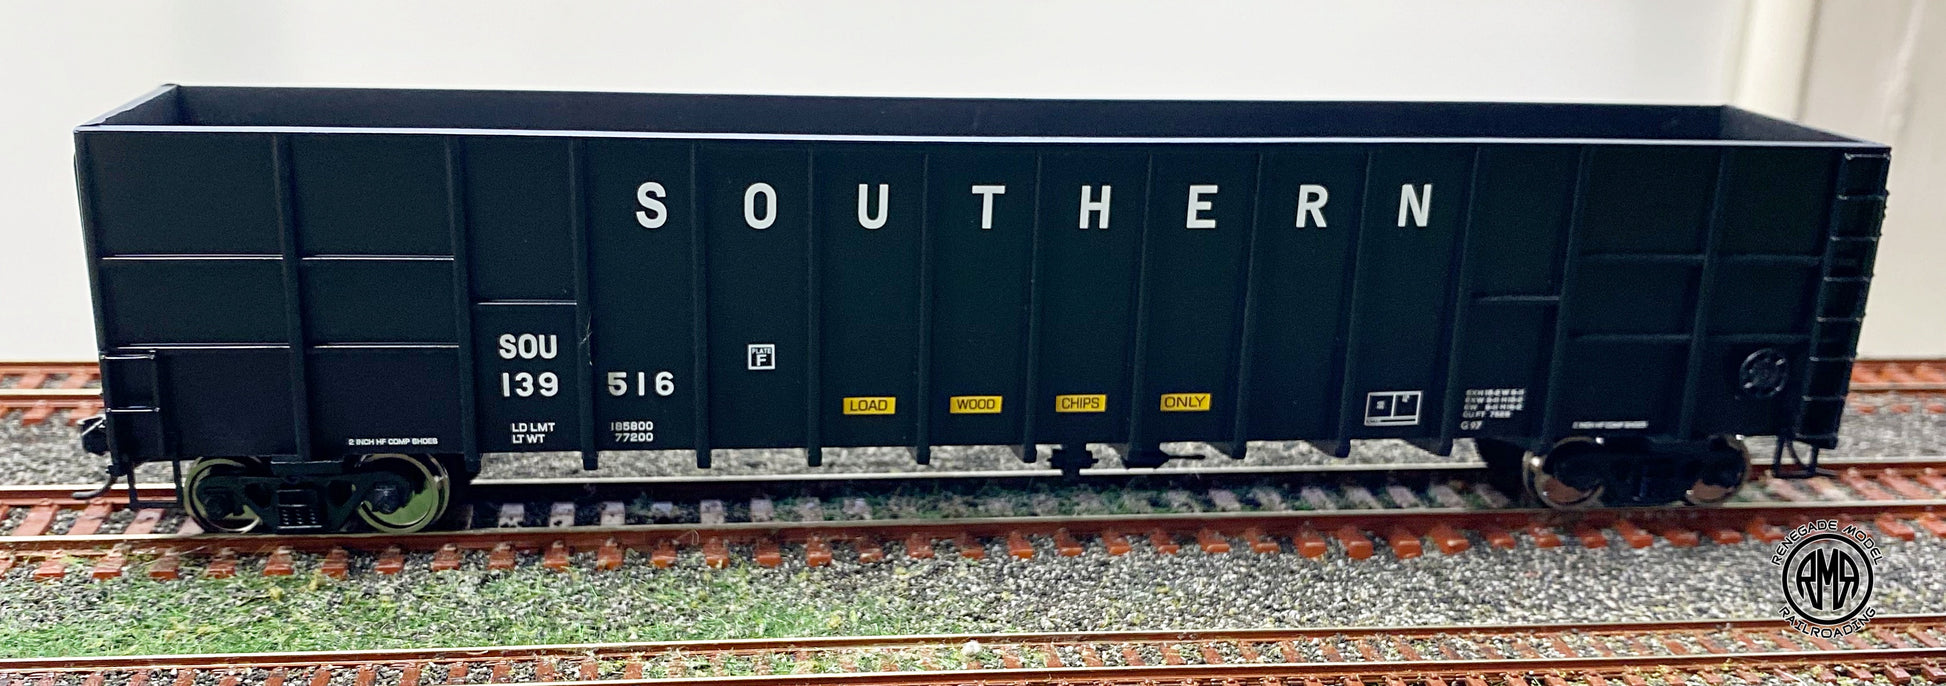 SOUTHERN
SOU
139 516
PLATE
F
LOAD WOOD CHIPS ONLY
LD LMT 185800
LT WT 77200
2 INCH HF COMP SHOES
G 97
2 INCH HF COMP SHOES
RENEGADE MODEL
RMR
RAILROADING